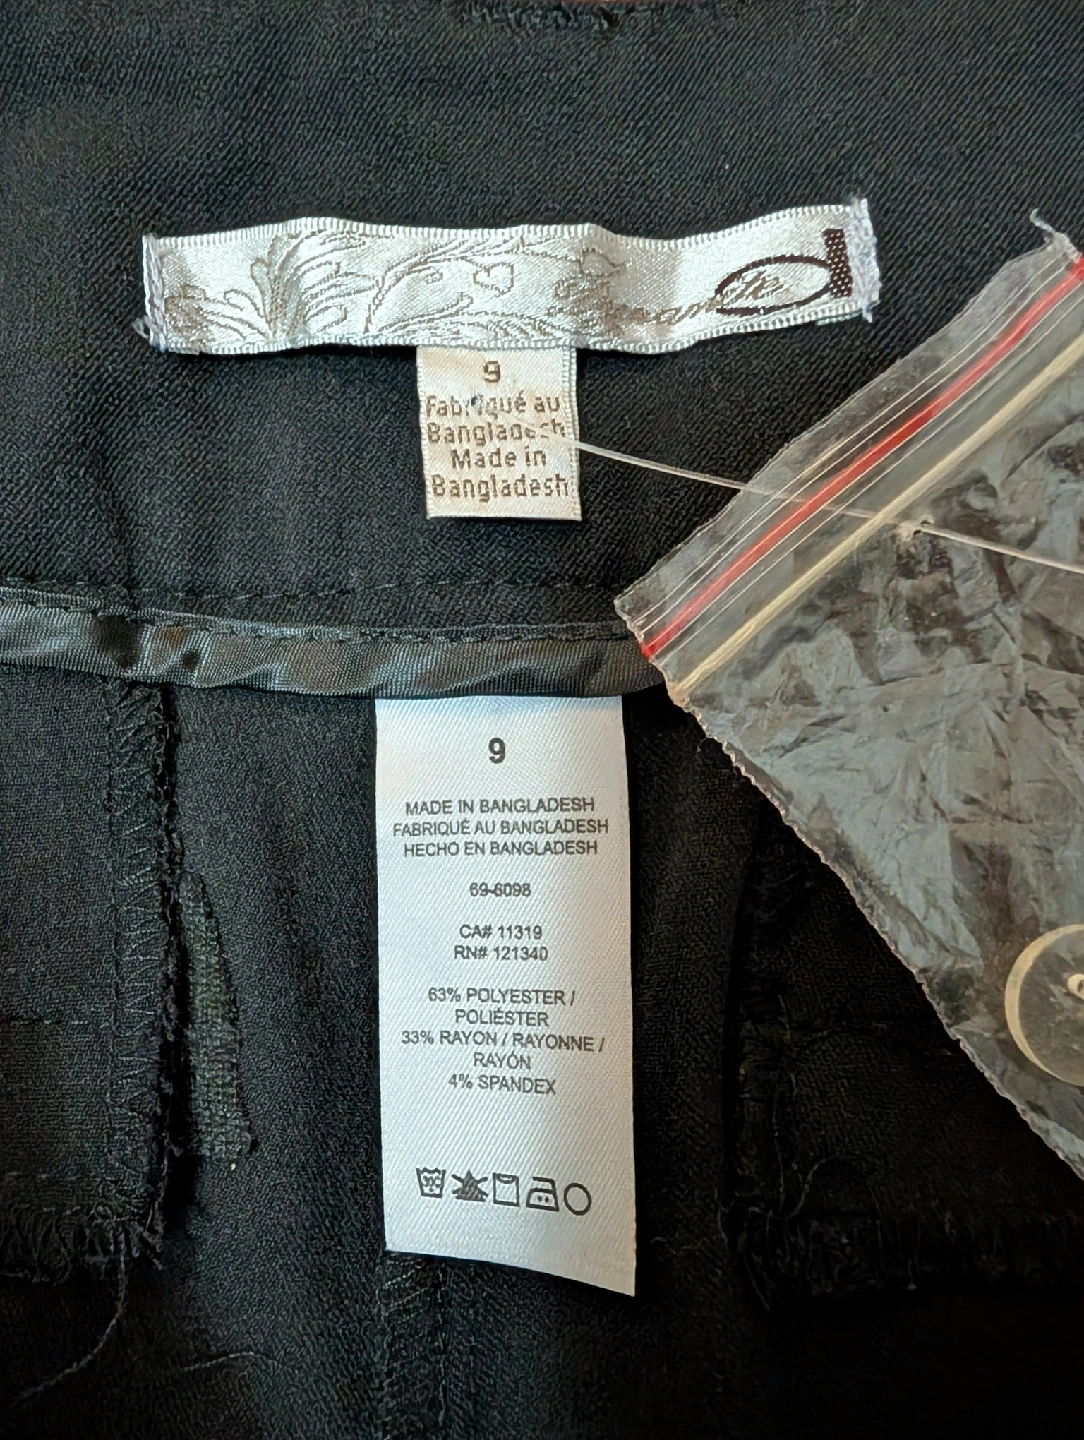 9
Fabriqué au
Bangladesh
Made in
Bangladesh
9
MADE IN BANGLADESH
FABRIQUÉ AU BANGLADESH
HECHO EN BANGLADESH
69-6098
CA# 11319
RN# 121340
63% POLYESTER /
POLIÉSTER
33% RAYON / RAYONNE /
RAYÓN
4% SPANDEX
30C